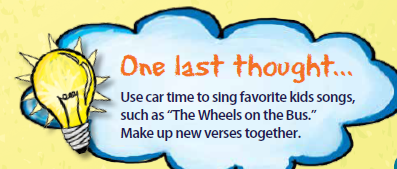 One last thought...
Use car time to sing favorite kids songs,
such as “The Wheels on the Bus.”
Make up new verses together.